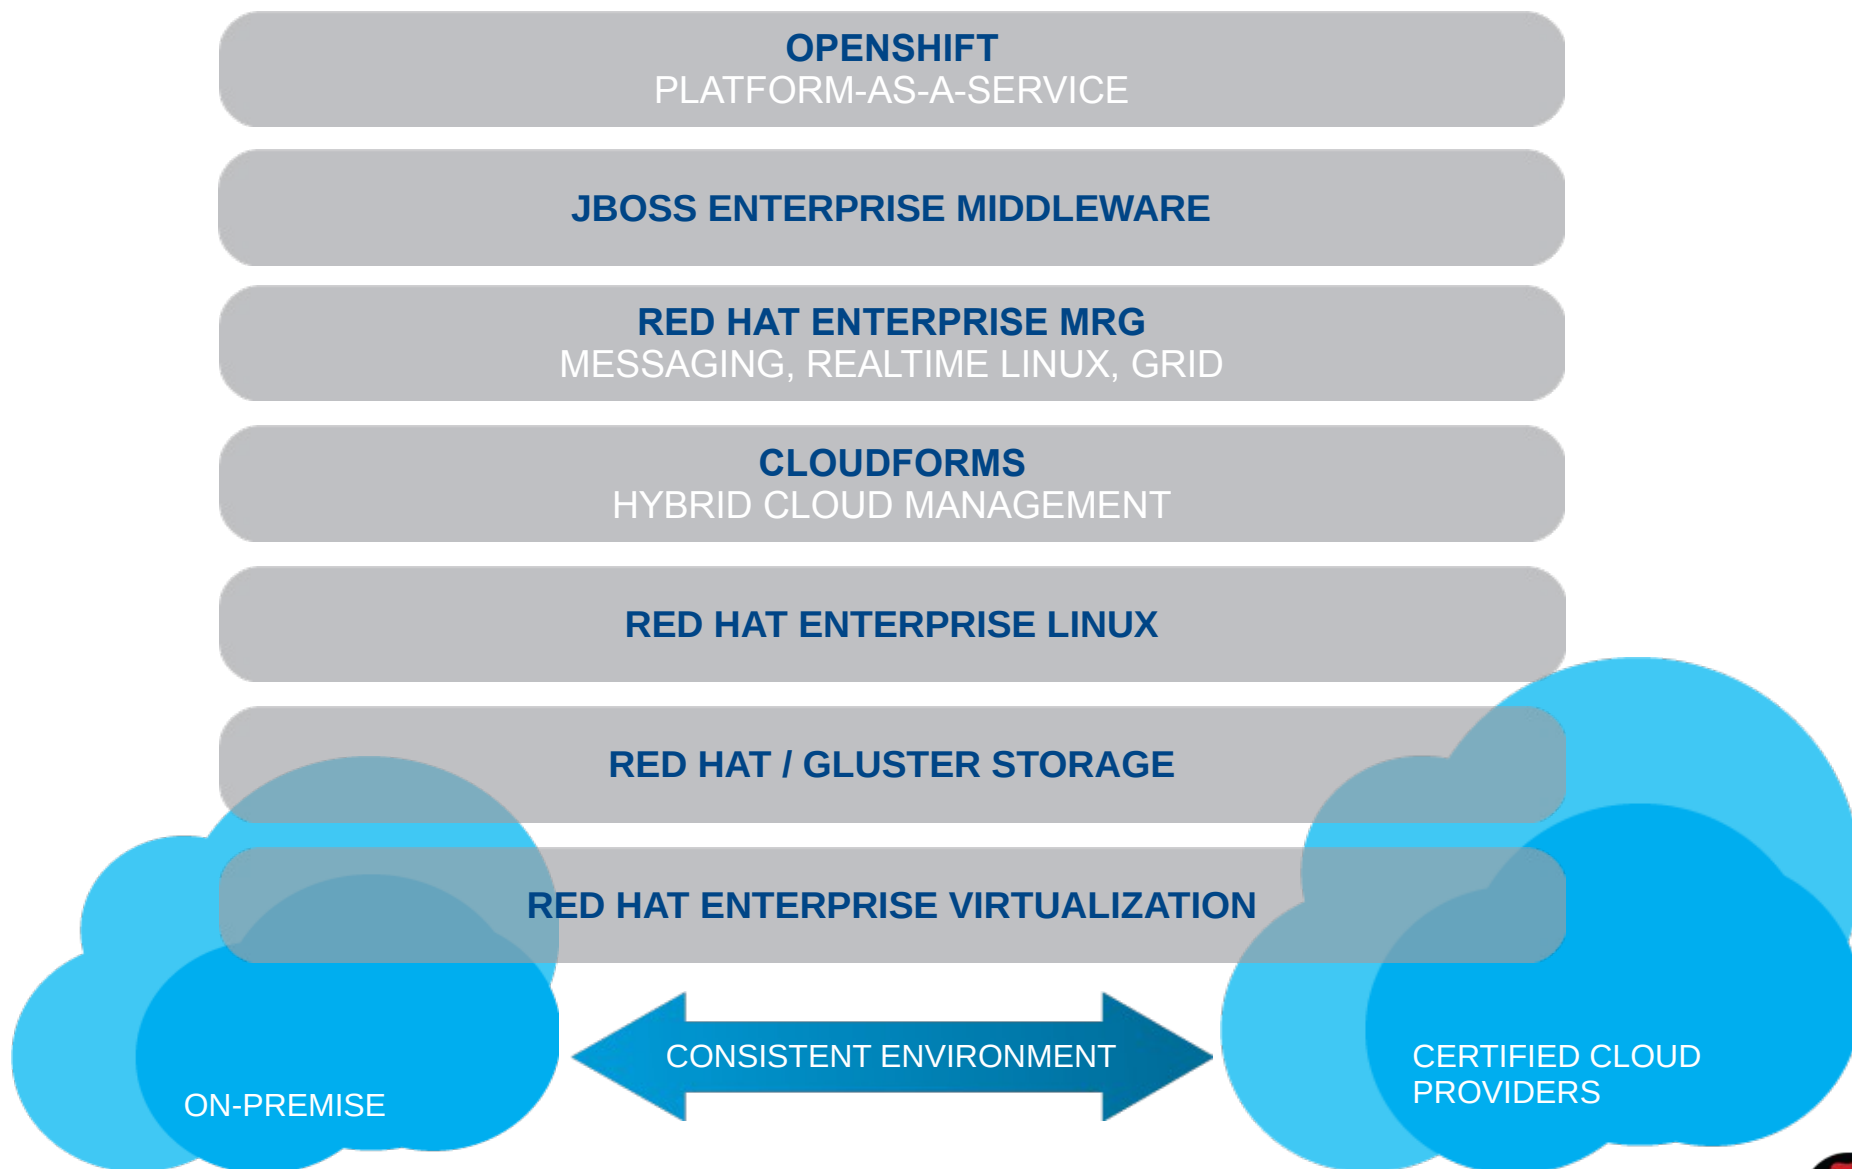 OPENSHIFT
PLATFORM-AS-A-SERVICE
JBOSS ENTERPRISE MIDDLEWARE
RED HAT ENTERPRISE MRG
MESSAGING, REALTIME LINUX, GRID
CLOUDFORMS
HYBRID CLOUD MANAGEMENT
RED HAT ENTERPRISE LINUX
RED HAT / GLUSTER STORAGE
RED HAT ENTERPRISE VIRTUALIZATION
CONSISTENT ENVIRONMENT
ON-PREMISE
CERTIFIED CLOUD
PROVIDERS